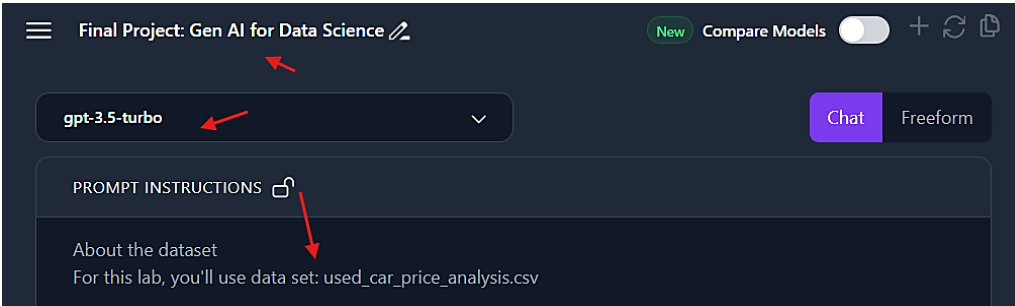 Final Project: Gen AI for Data Science
New Compare Models
gpt-3.5-turbo
Chat Freeform
PROMPT INSTRUCTIONS
About the dataset
For this lab, you'll use data set: used_car_price_analysis.csv